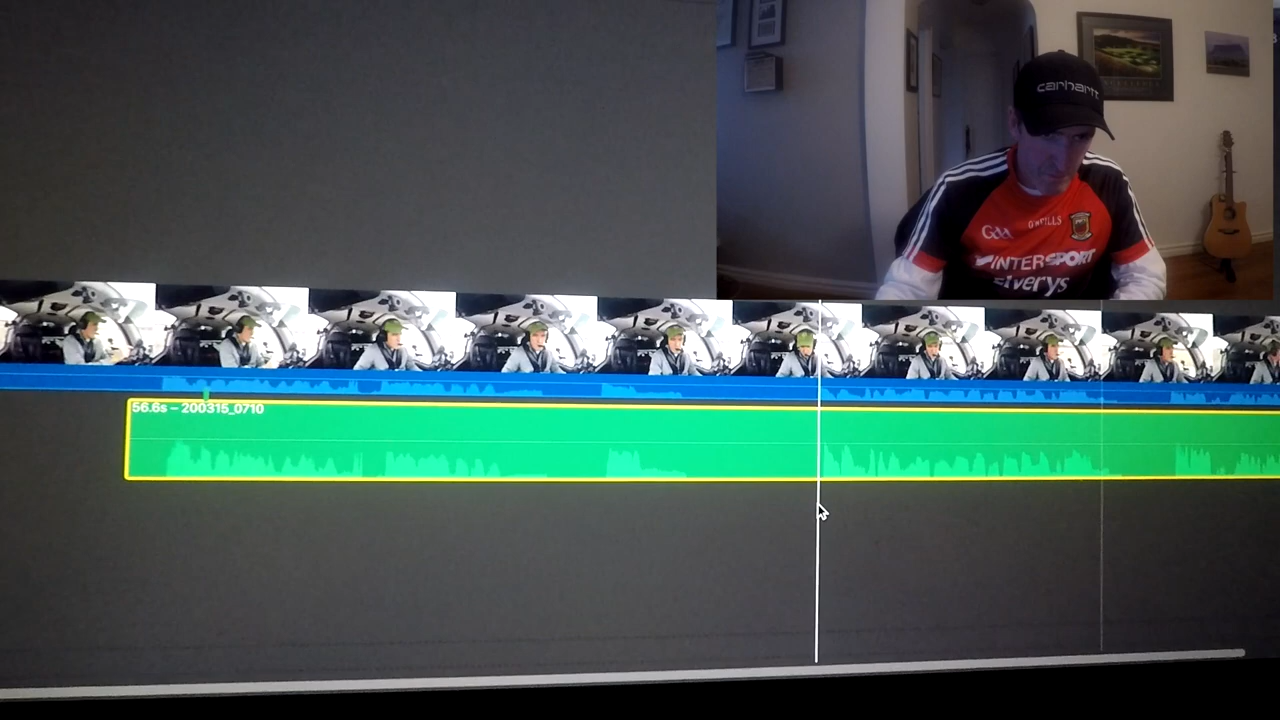 carhartt
O'NEILLS
GAA
INTERSPORT
Elverys
56.6s – 200315_0710